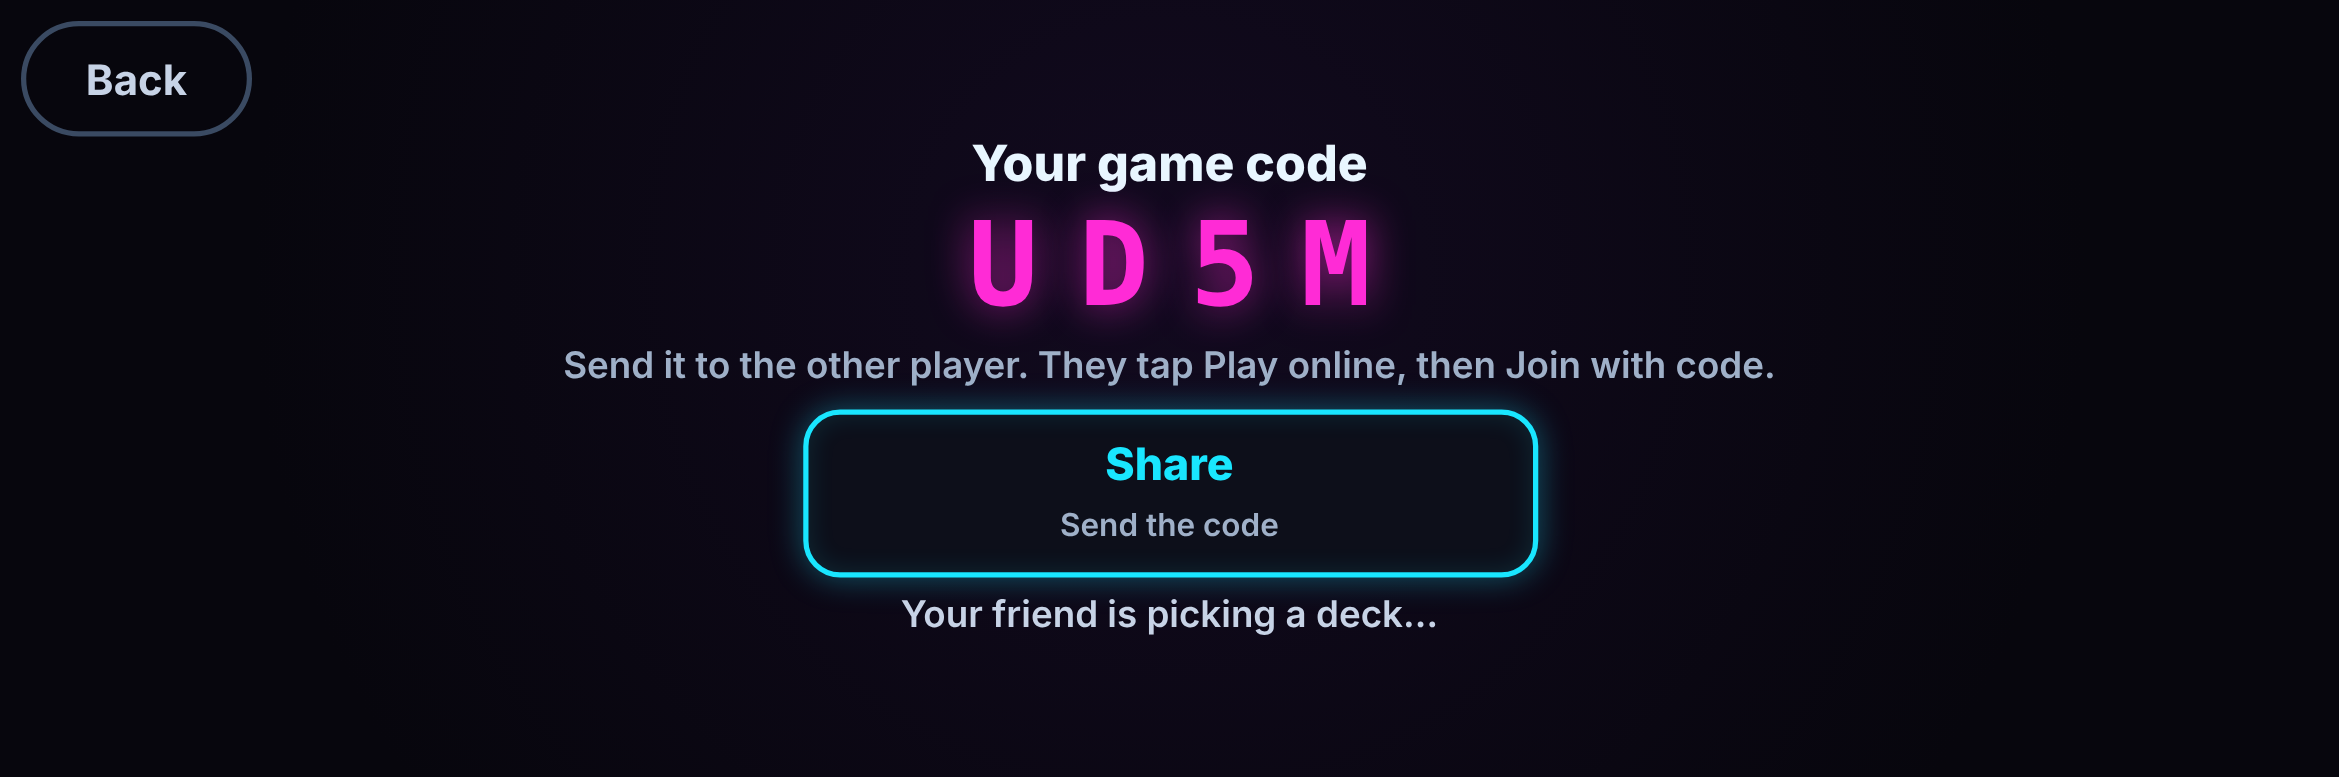 Back
Your game code
UD5M
Send it to the other player. They tap Play online, then Join with code.
Share
Send the code
Your friend is picking a deck...